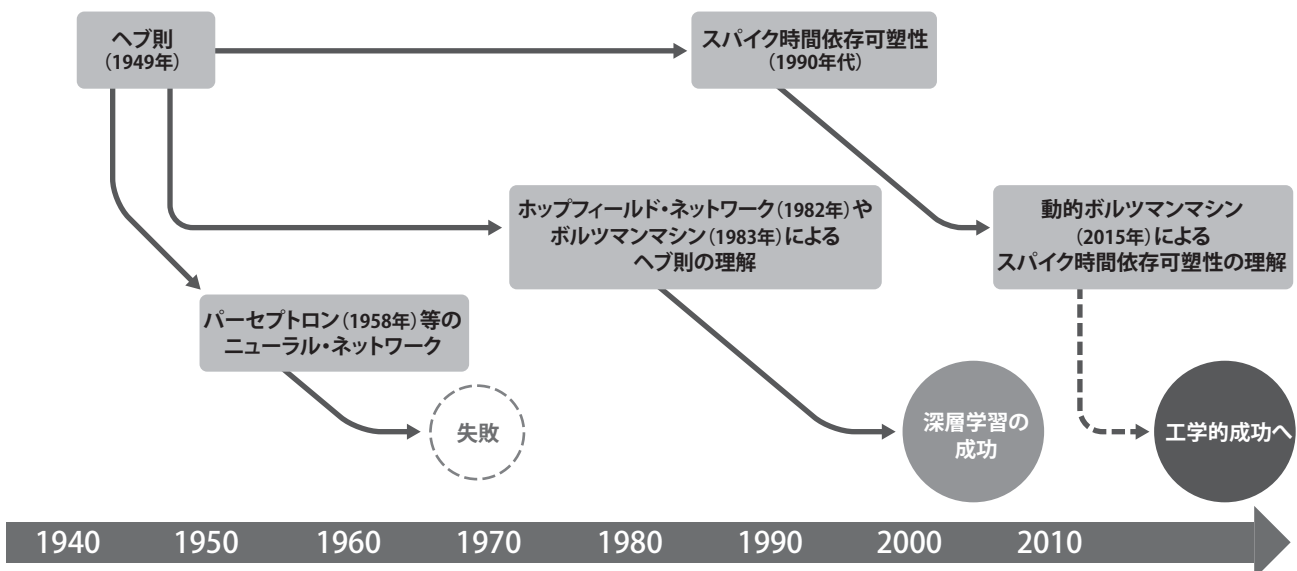 ヘブ則
（1949年）
スパイク時間依存可塑性
（1990年代）
ホップフィールド・ネットワーク（1982年）や
ボルツマンマシン（1983年）による
ヘブ則の理解
動的ボルツマンマシン
（2015年）による
スパイク時間依存可塑性の理解
パーセプトロン（1958年）等の
ニューラル・ネットワーク
失敗
深層学習の
成功
工学的成功へ
1940 1950 1960 1970 1980 1990 2000 2010